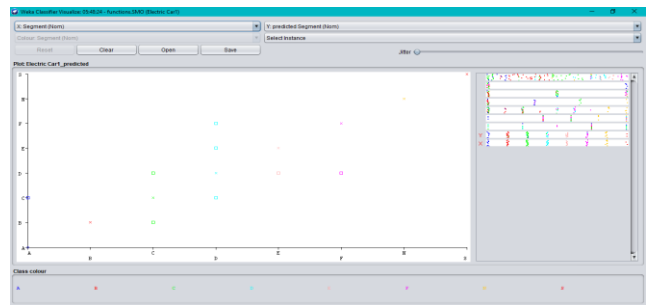 Weka Classifier Visualize: 09:49:24 - functions.SMO (Electric Car1)
X: Segment (Nom)
Y: predicted Segment (Nom)
Colour: Segment (Nom)
Select Instance
Reset
Clear
Open
Save
Jitter
Plot: Electric Car1_predicted
S
N
F
E
D
C
B
A
A
B
C
D
E
F
N
S
Y
X
Class colour
A
B
C
D
E
F
N
S